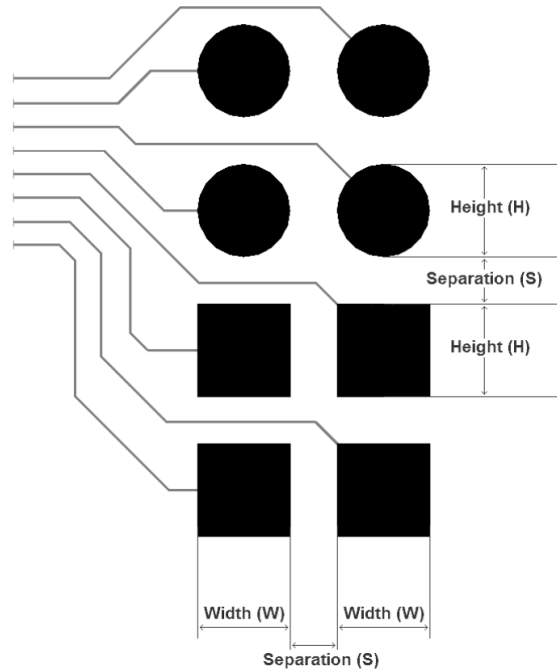 Height (H)
Separation (S)
Height (H)
Width (W)
Width (W)
Separation (S)